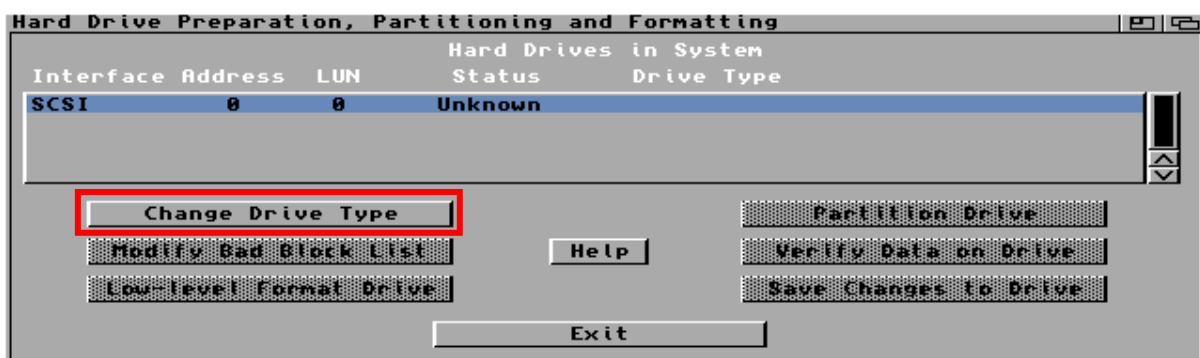 Hard Drive Preparation, Partitioning and Formatting
Hard Drives in System
Interface Address LUN Status Drive Type
SCSI 0 0 Unknown
Change Drive Type Partition Drive
Modify Bad Block List Help Verify Data on Drive
Low-level Format Drive Save Changes to Drive
Exit